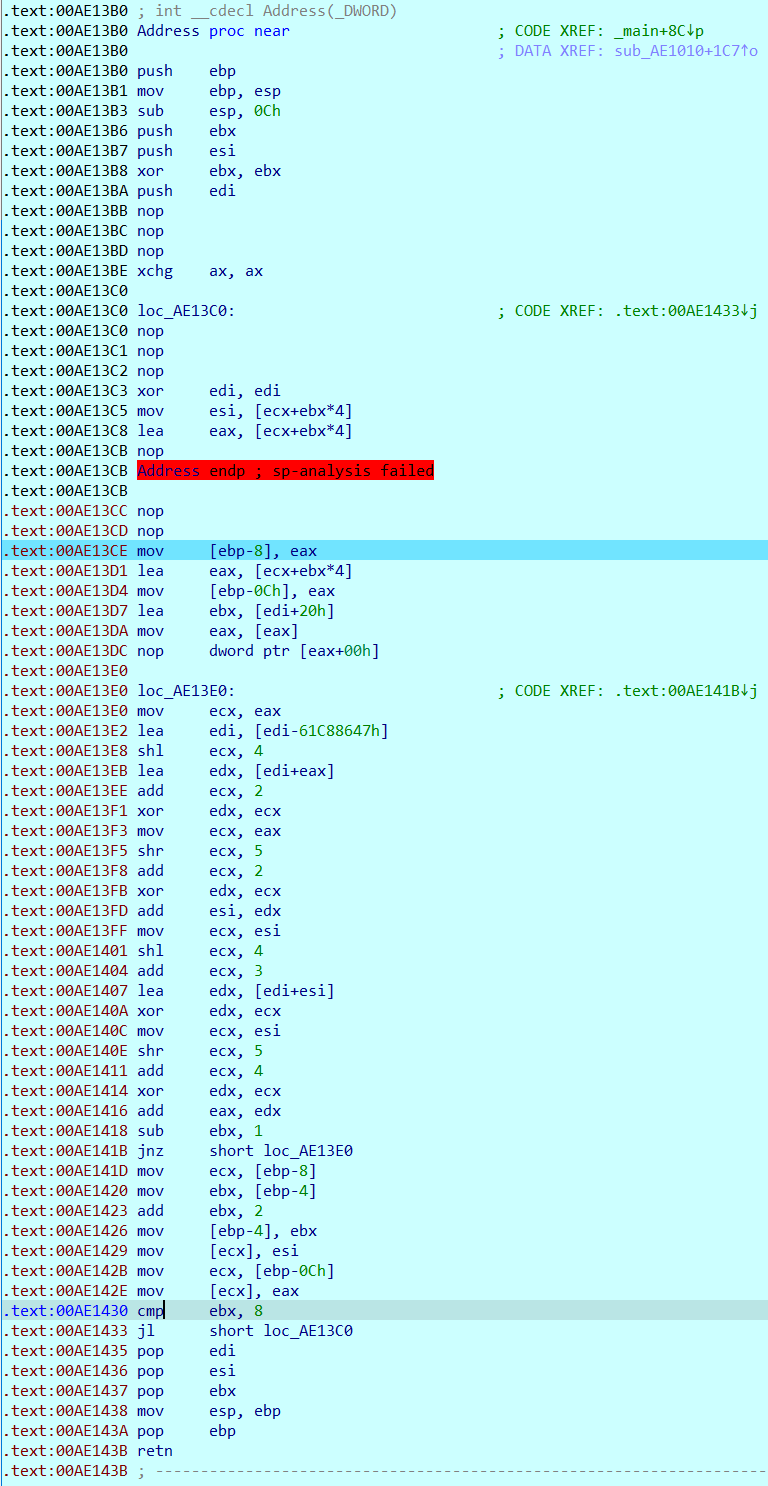 .text:00AE13B0 ; int __cdecl Address(_DWORD)
.text:00AE13B0 Address proc near ; CODE XREF: _main+8C↓p
.text:00AE13B0 ; DATA XREF: sub_AE1010+1C7↑o
.text:00AE13B0 push ebp
.text:00AE13B1 mov ebp, esp
.text:00AE13B3 sub esp, 0Ch
.text:00AE13B6 push ebx
.text:00AE13B7 push esi
.text:00AE13B8 xor ebx, ebx
.text:00AE13BA push edi
.text:00AE13BB nop
.text:00AE13BC nop
.text:00AE13BD nop
.text:00AE13BE xchg ax, ax
.text:00AE13C0
.text:00AE13C0 loc_AE13C0: ; CODE XREF: .text:00AE1433↓j
.text:00AE13C0 nop
.text:00AE13C1 nop
.text:00AE13C2 nop
.text:00AE13C3 xor edi, edi
.text:00AE13C5 mov esi, [ecx+ebx*4]
.text:00AE13C8 lea eax, [ecx+ebx*4]
.text:00AE13CB nop
.text:00AE13CB Address endp ; sp-analysis failed
.text:00AE13CB
.text:00AE13CC nop
.text:00AE13CD nop
.text:00AE13CE mov [ebp-8], eax
.text:00AE13D1 lea eax, [ecx+ebx*4]
.text:00AE13D4 mov [ebp-0Ch], eax
.text:00AE13D7 lea ebx, [edi+20h]
.text:00AE13DA mov eax, [eax]
.text:00AE13DC nop dword ptr [eax+00h]
.text:00AE13E0
.text:00AE13E0 loc_AE13E0: ; CODE XREF: .text:00AE141B↓j
.text:00AE13E0 mov ecx, eax
.text:00AE13E2 lea edi, [edi-61C88647h]
.text:00AE13E8 shl ecx, 4
.text:00AE13EB lea edx, [edi+eax]
.text:00AE13EE add ecx, 2
.text:00AE13F1 xor edx, ecx
.text:00AE13F3 mov ecx, eax
.text:00AE13F5 shr ecx, 5
.text:00AE13F8 add ecx, 2
.text:00AE13FB xor edx, ecx
.text:00AE13FD add esi, edx
.text:00AE13FF mov ecx, esi
.text:00AE1401 shl ecx, 4
.text:00AE1404 add ecx, 3
.text:00AE1407 lea edx, [edi+esi]
.text:00AE140A xor edx, ecx
.text:00AE140C mov ecx, esi
.text:00AE140E shr ecx, 5
.text:00AE1411 add ecx, 4
.text:00AE1414 xor edx, ecx
.text:00AE1416 add eax, edx
.text:00AE1418 sub ebx, 1
.text:00AE141B jnz short loc_AE13E0
.text:00AE141D mov ecx, [ebp-8]
.text:00AE1420 mov ebx, [ebp-4]
.text:00AE1423 add ebx, 2
.text:00AE1426 mov [ebp-4], ebx
.text:00AE1429 mov [ecx], esi
.text:00AE142B mov ecx, [ebp-0Ch]
.text:00AE142E mov [ecx], eax
.text:00AE1430 cmp ebx, 8
.text:00AE1433 jl short loc_AE13C0
.text:00AE1435 pop edi
.text:00AE1436 pop esi
.text:00AE1437 pop ebx
.text:00AE1438 mov esp, ebp
.text:00AE143A pop ebp
.text:00AE143B retn
.text:00AE143B ; ---------------------------------------------------------------------